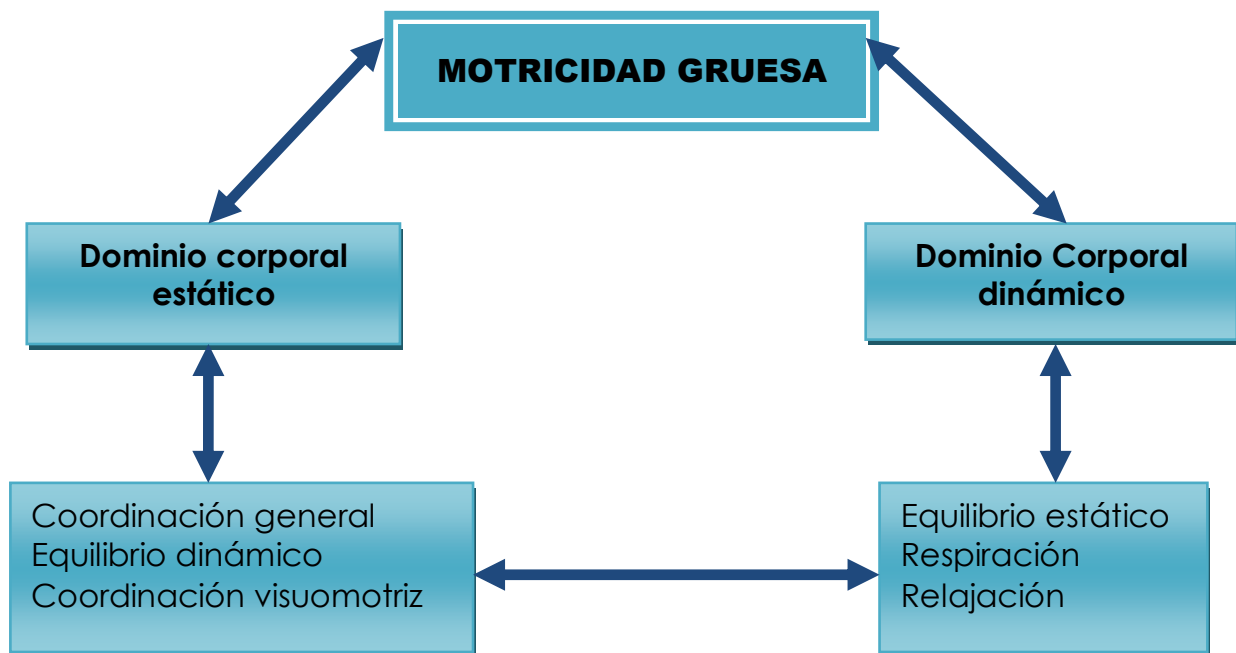 MOTRICIDAD GRUESA
Dominio corporal
estático
Dominio Corporal
dinámico
Coordinación general
Equilibrio dinámico
Coordinación visuomotriz
Equilibrio estático
Respiración
Relajación